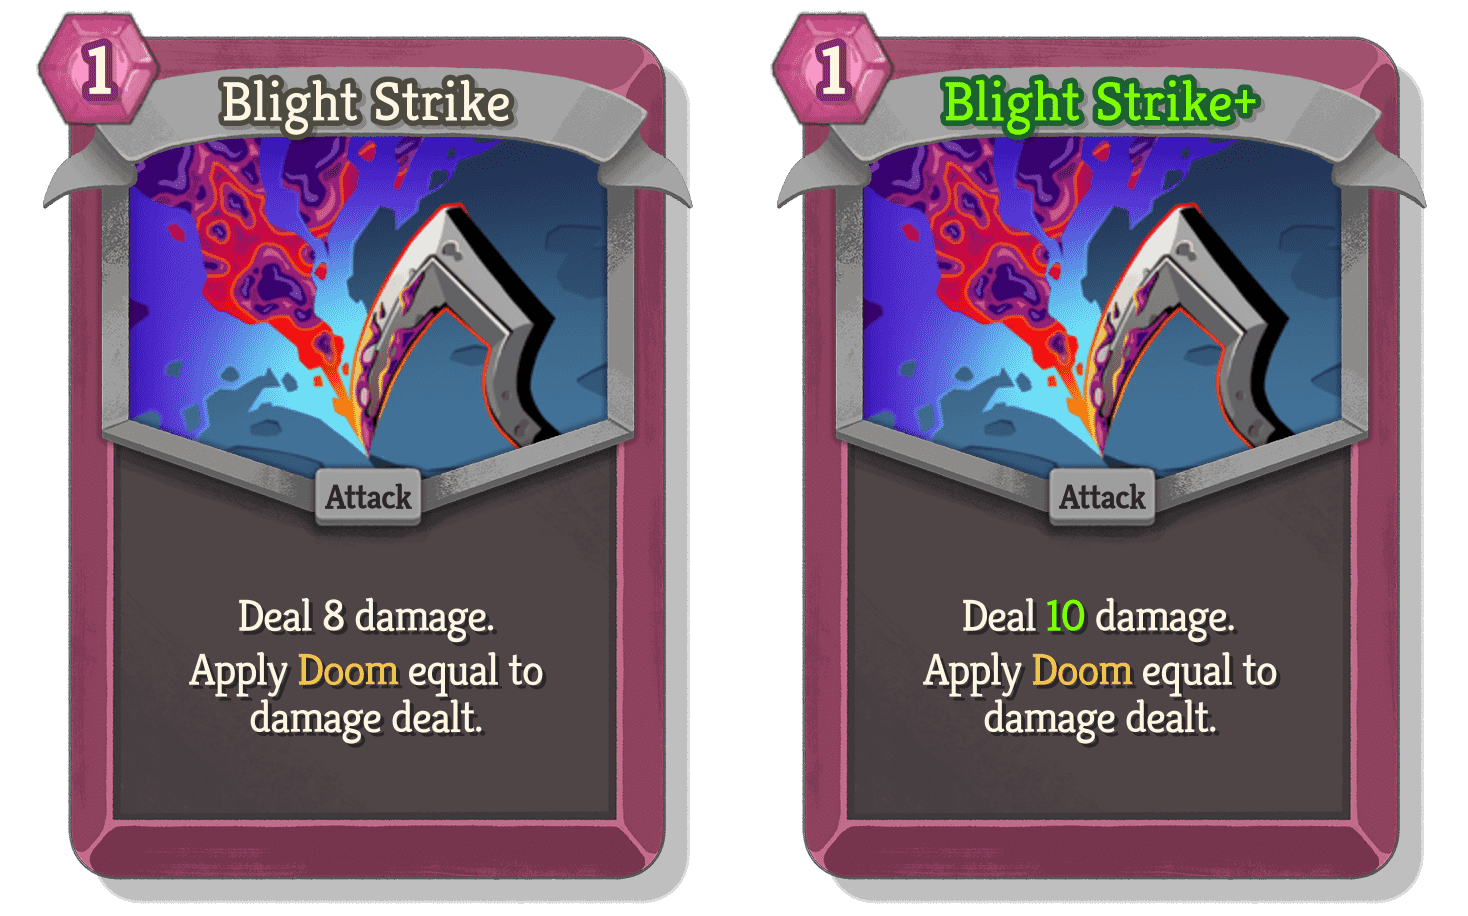 1
Blight Strike
Attack
Deal 8 damage.
Apply Doom equal to
damage dealt.
1
Blight Strike+
Attack
Deal 10 damage.
Apply Doom equal to
damage dealt.